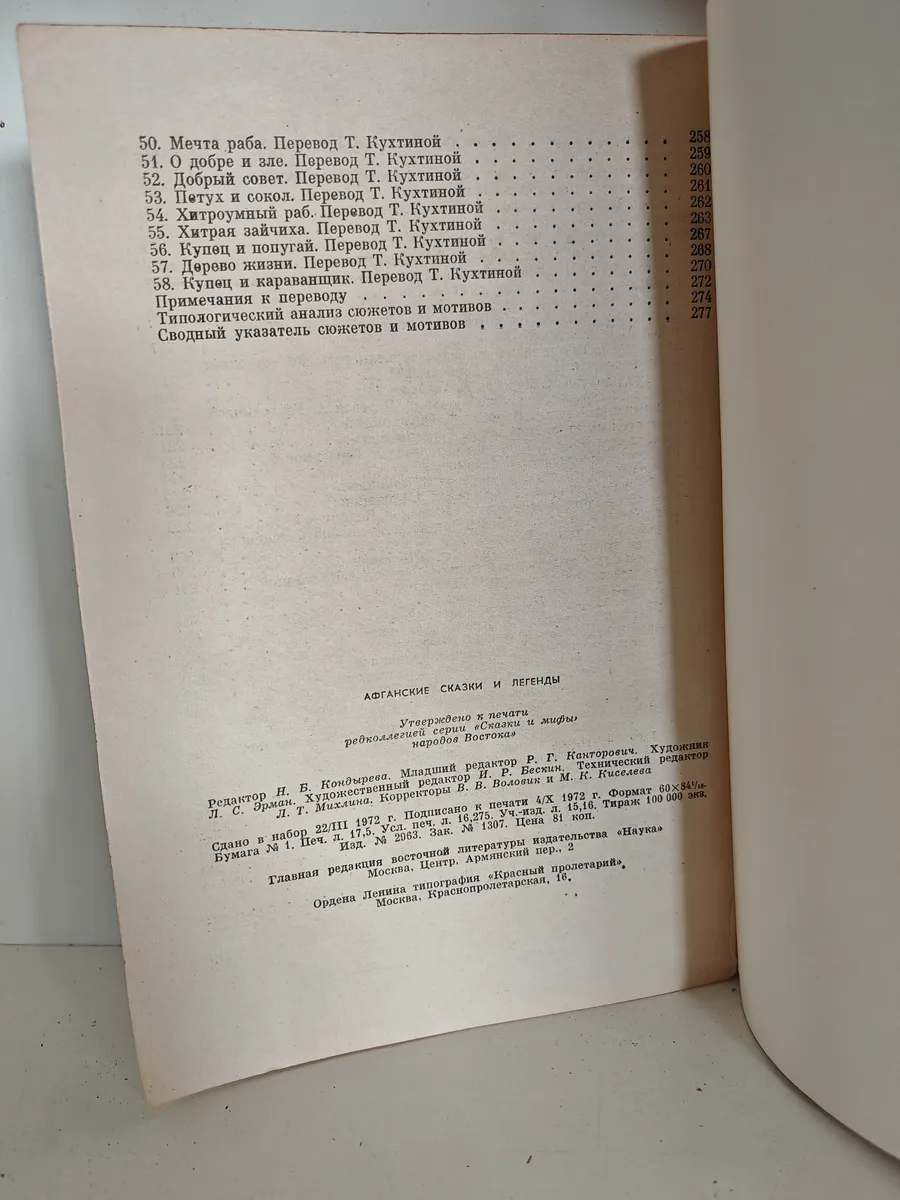 50. Мечта раба. Перевод Т. Кухтиной . . . . . . . . . . . . 258
51. О добре и зле. Перевод Т. Кухтиной . . . . . . . . . . . 259
52. Добрый совет. Перевод Т. Кухтиной . . . . . . . . . . . 260
53. Петух и сокол. Перевод Т. Кухтиной . . . . . . . . . . . 261
54. Хитроумный раб. Перевод Т. Кухтиной . . . . . . . . . . 262
55. Хитрая зайчиха. Перевод Т. Кухтиной . . . . . . . . . . 263
56. Купец и попугай. Перевод Т. Кухтиной . . . . . . . . . . 267
57. Дерево жизни. Перевод Т. Кухтиной . . . . . . . . . . . 268
58. Купец и караванщик. Перевод Т. Кухтиной . . . . . . . . 270
Примечания к переводу . . . . . . . . . . . . . . . . . 272
Типологический анализ сюжетов и мотивов . . . . . . . . . . 274
Сводный указатель сюжетов и мотивов . . . . . . . . . . . 277
АФГАНСКИЕ СКАЗКИ И ЛЕГЕНДЫ
Утверждено к печати
редколлегией серии «Сказки и мифы
народов Востока»
Редактор Н. Б. Кондырева. Младший редактор Р. Г. Канторович. Художник
Л. С. Эрман. Художественный редактор И. Р. Бескин. Технический редактор
Л. Т. Михлина. Корректоры В. В. Воловик и М. К. Киселева
Сдано в набор 22/III 1972 г. Подписано к печати 4/X 1972 г. Формат 60×84 1/16.
Бумага № 1. Печ. л. 17,5. Усл. печ. л. 16,275. Уч.-изд. л. 15,16. Тираж 100 000 экз.
Изд. № 2963. Зак. № 1307. Цена 81 коп.
Главная редакция восточной литературы издательства «Наука»
Москва, Центр, Армянский пер., 2
Ордена Ленина типография «Красный пролетарий».
Москва, Краснопролетарская, 16.